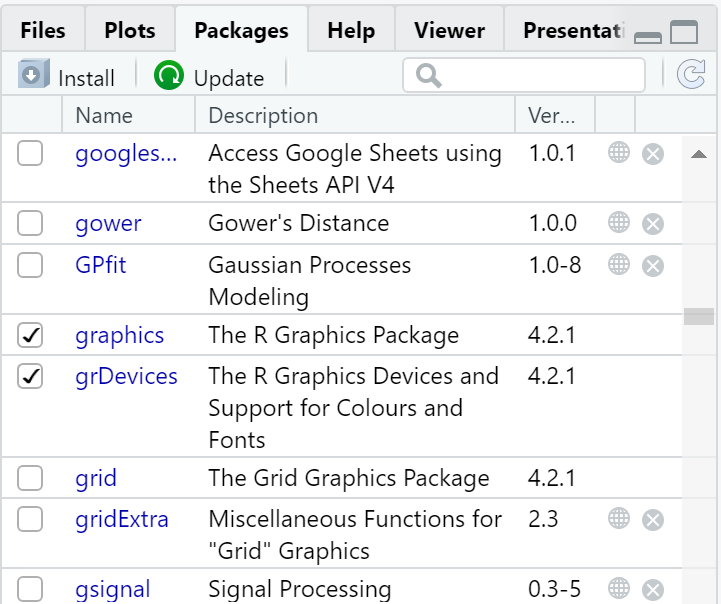 Files Plots Packages Help Viewer Presentati
Install Update
Name Description Ver...
googles... Access Google Sheets using 1.0.1
the Sheets API V4
gower Gower's Distance 1.0.0
GPfit Gaussian Processes 1.0-8
Modeling
graphics The R Graphics Package 4.2.1
grDevices The R Graphics Devices and 4.2.1
Support for Colours and
Fonts
grid The Grid Graphics Package 4.2.1
gridExtra Miscellaneous Functions for 2.3
"Grid" Graphics
gsignal Signal Processing 0.3-5